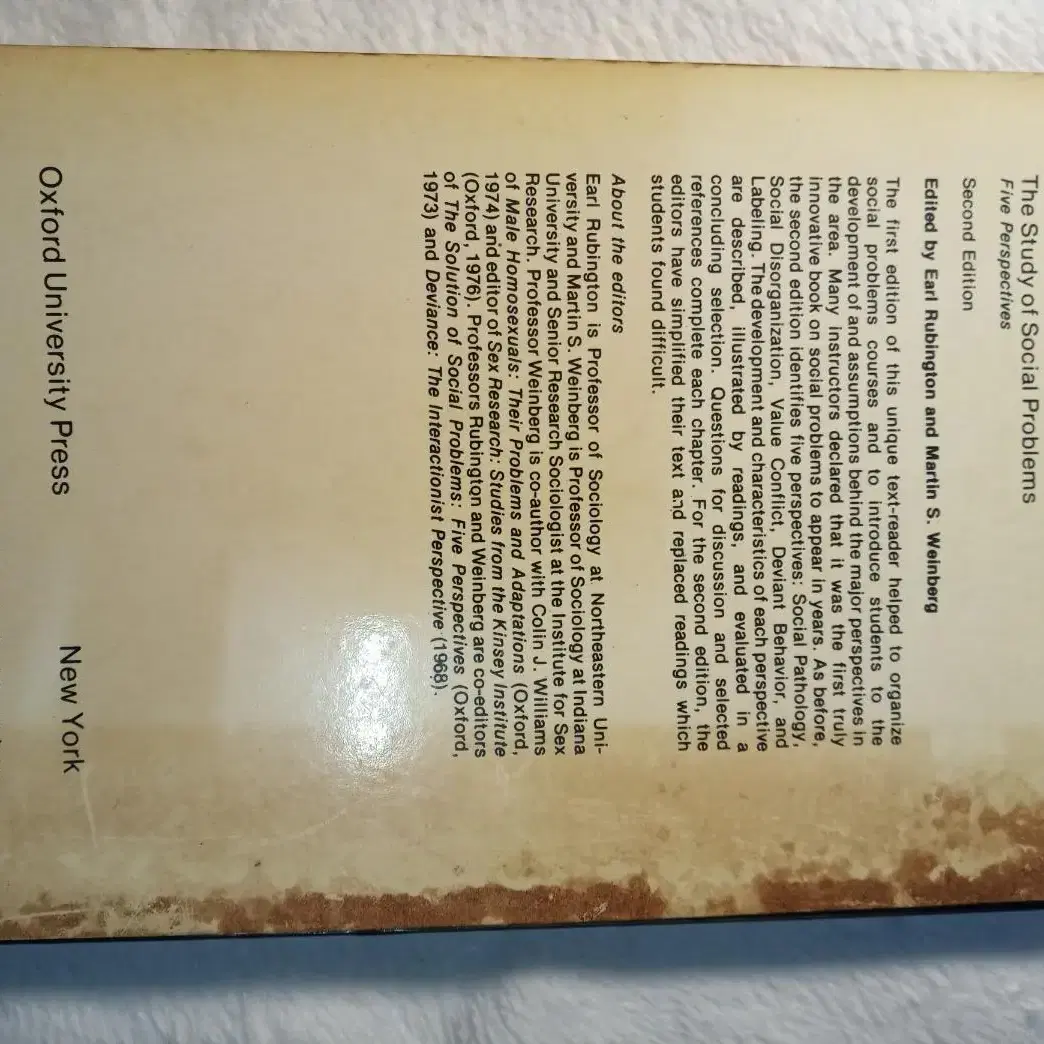 The Study of Social Problems
Five Perspectives
Second Edition
Edited by Earl Rubington and Martin S. Weinberg
The first edition of this unique text-reader helped to organize
social problems courses and to introduce students to the
development of and assumptions behind the major perspectives in
the area. Many instructors declared that it was the first truly
innovative book on social problems to appear in years. As before,
the second edition identifies five perspectives: Social Pathology,
Social Disorganization, Value Conflict, Deviant Behavior, and
Labeling. The development and characteristics of each perspective
are described, illustrated by readings, and evaluated in a
concluding selection. Questions for discussion and selected
references complete each chapter. For the second edition, the
editors have simplified their text and replaced readings which
students found difficult.
About the editors
Earl Rubington is Professor of Sociology at Northeastern Uni-
versity and Martin S. Weinberg is Professor of Sociology at Indiana
University and Senior Research Sociologist at the Institute for Sex
Research. Professor Weinberg is co-author with Colin J. Williams
of Male Homosexuals: Their Problems and Adaptations (Oxford,
1974) and editor of Sex Research: Studies from the Kinsey Institute
(Oxford, 1976). Professors Rubington and Weinberg are co-editors
of The Solution of Social Problems: Five Perspectives (Oxford,
1973) and Deviance: The Interactionist Perspective (1968).
Oxford University Press New York